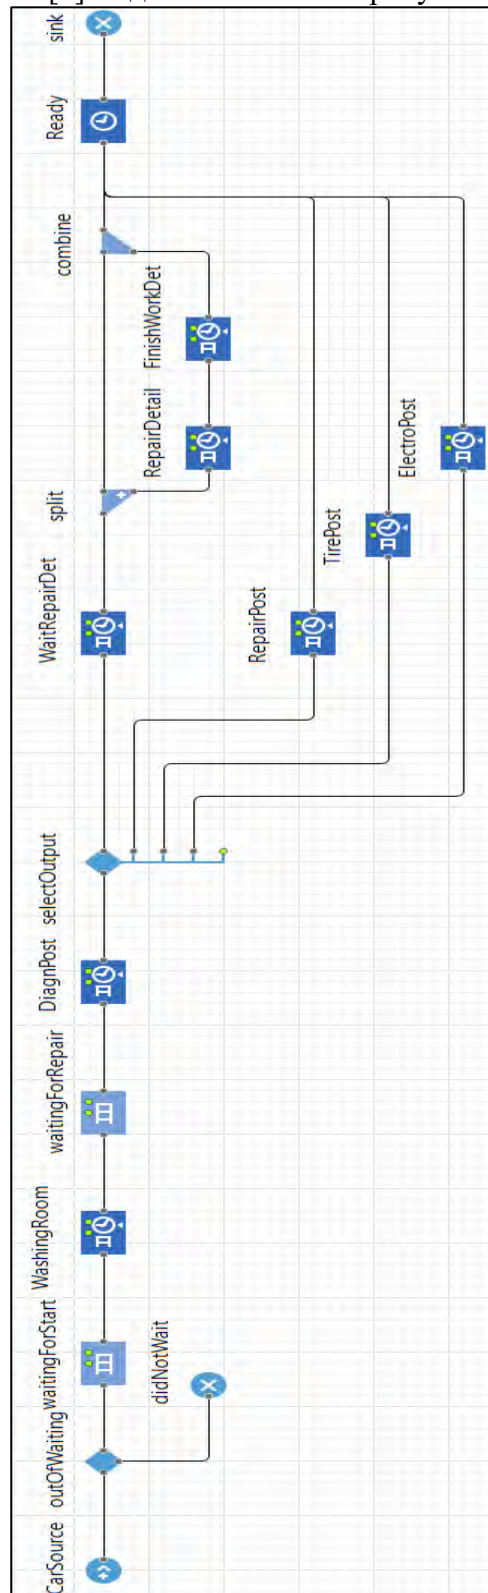 CarSource outOfWaiting waitingForStart WashingRoom waitingForRepair DiagnPost selectOutput WaitRepairDet split combine Ready sink
didNotWait RepairDetail FinishWorkDet
RepairPost
TirePost
ElectroPost